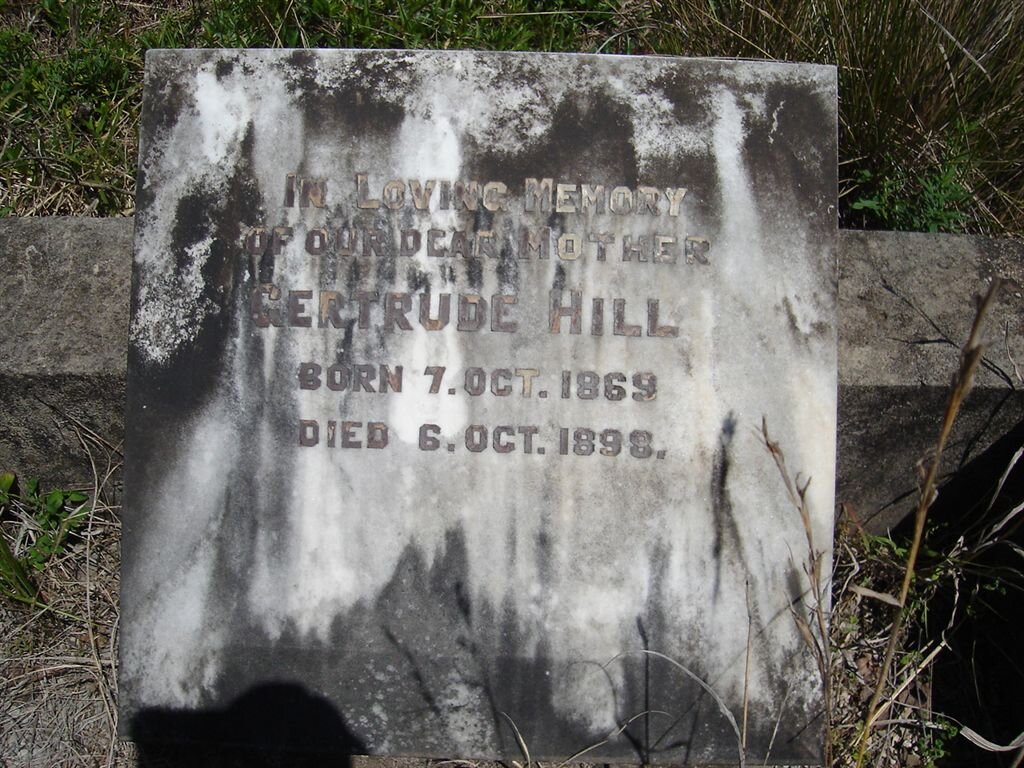 IN LOVING MEMORY
OF OUR DEAR MOTHER
GERTRUDE HILL
BORN 7. OCT. 1869
DIED 6. OCT. 1898.